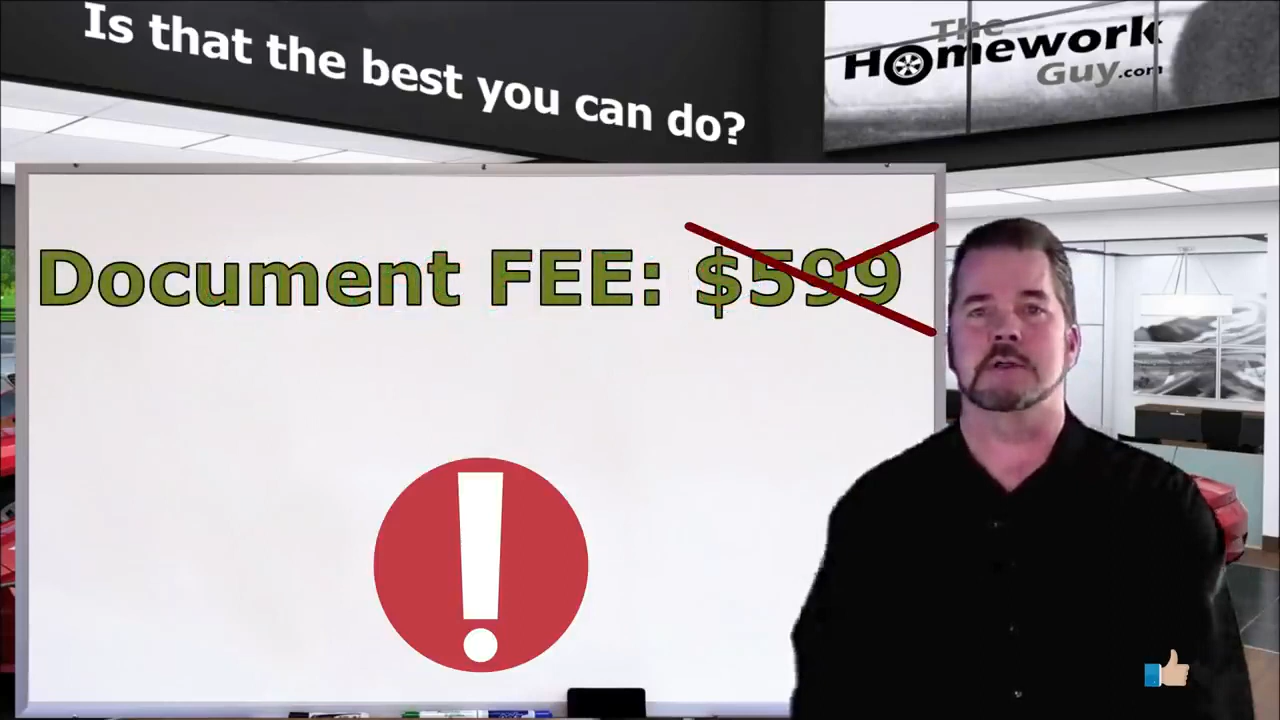 Is that the best you can do?
The
Homework
Guy.com
Document FEE: $599
!